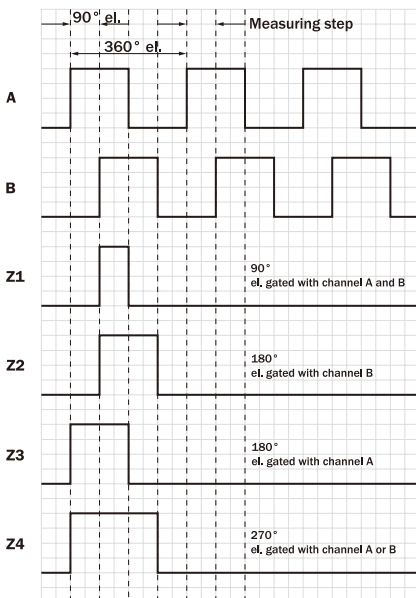 90° el.
Measuring step
360° el.
A
B
Z1
90°
el. gated with channel A and B
Z2
180°
el. gated with channel B
Z3
180°
el. gated with channel A
Z4
270°
el. gated with channel A or B